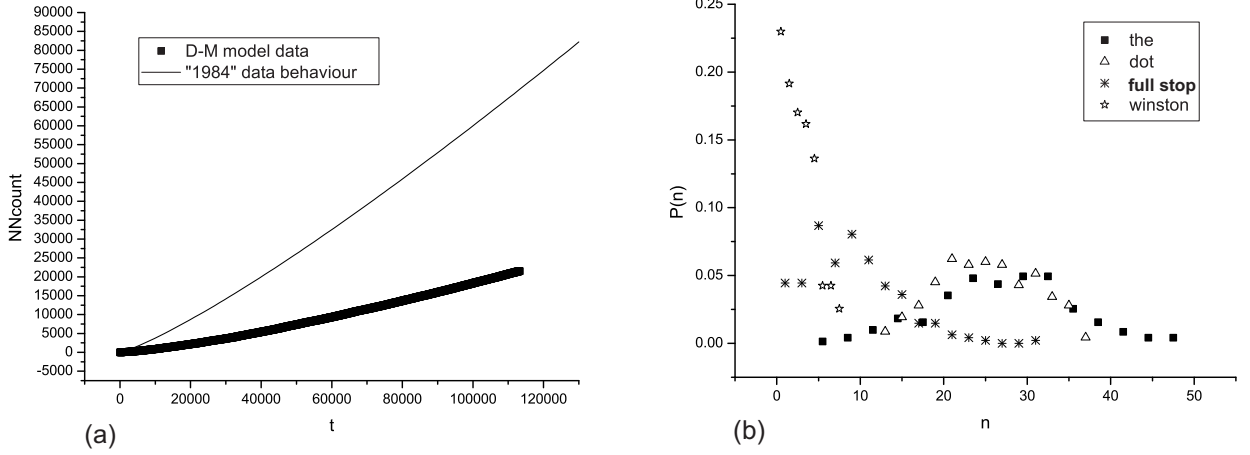 90000
85000
80000
75000
70000
65000
60000
55000
50000
45000
40000
35000
30000
25000
20000
15000
10000
5000
0
-5000
NNcount
D-M model data
"1984" data behaviour
0 20000 40000 60000 80000 100000 120000
t
(a)
0.25
0.20
0.15
0.10
0.05
0.00
P(n)
the
dot
full stop
winston
0 10 20 30 40 50
n
(b)